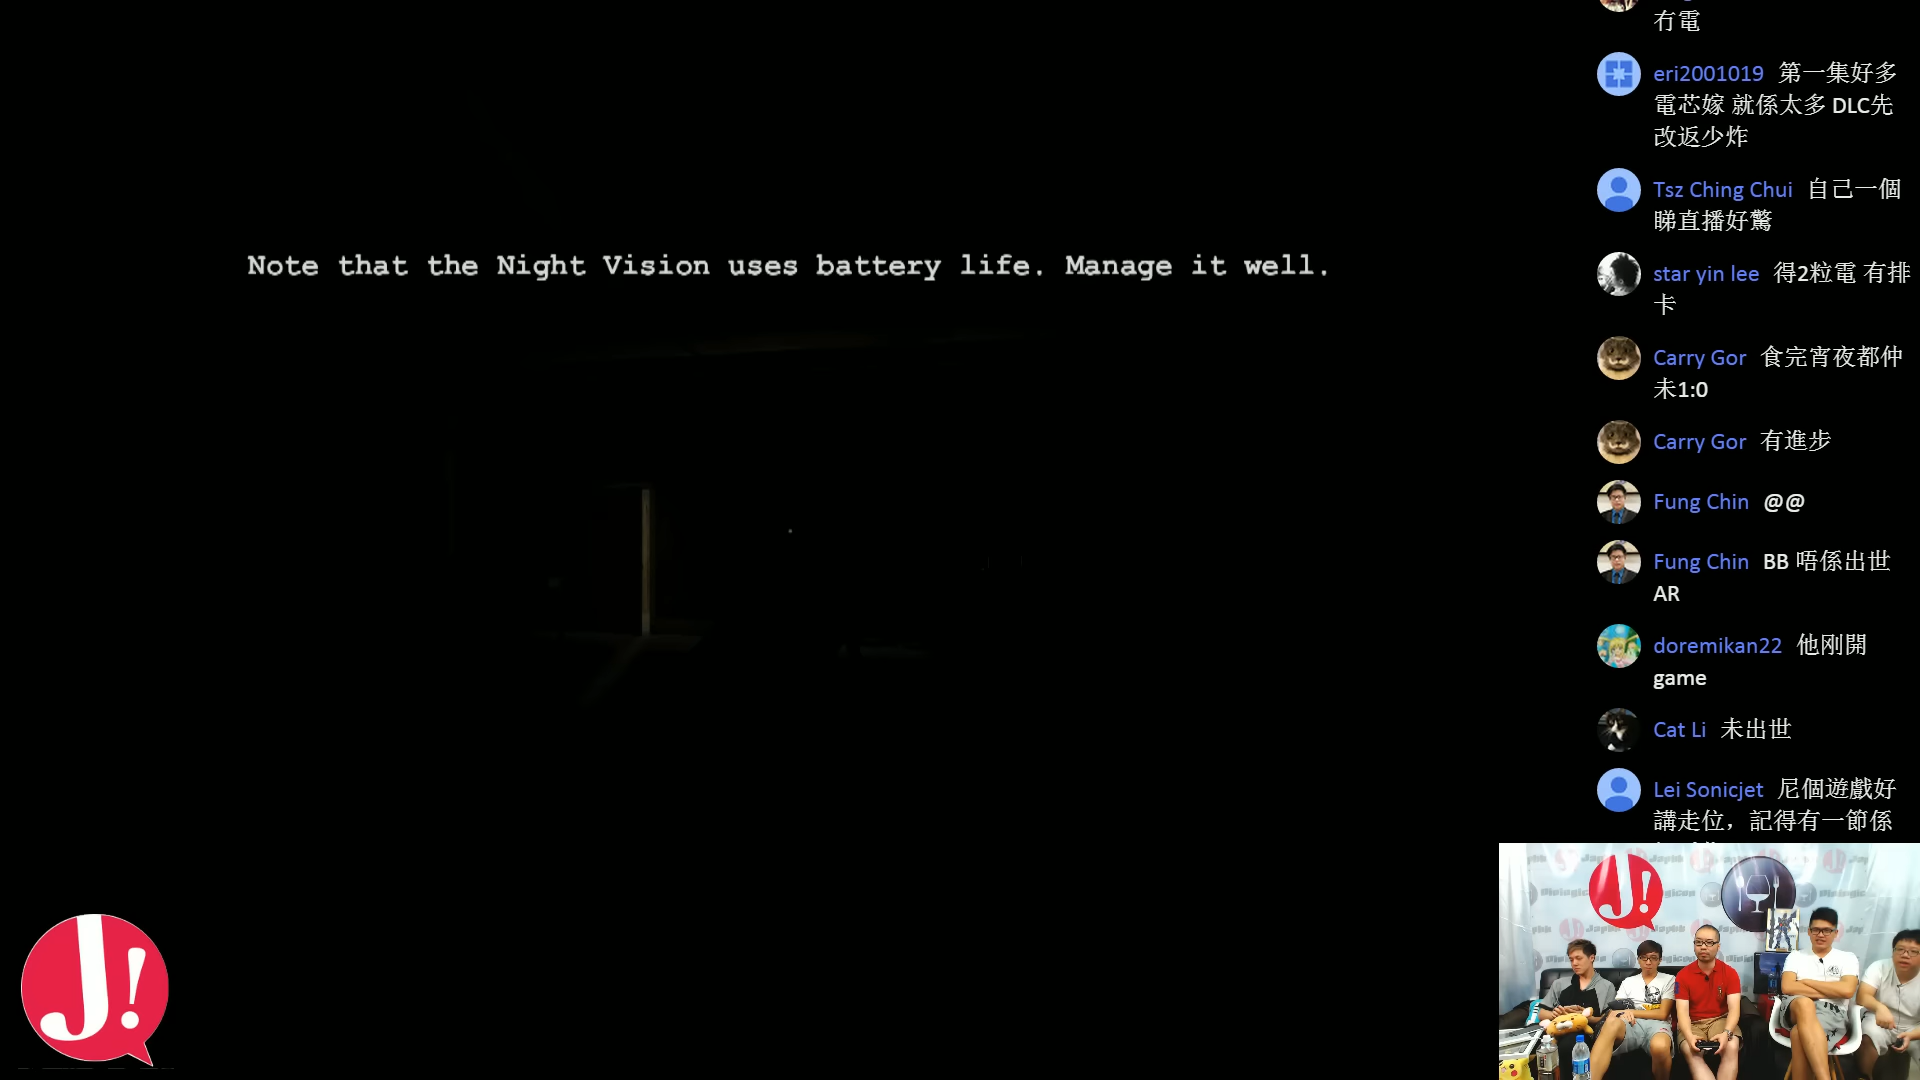 Note that the Night Vision uses battery life. Manage it well.
冇電
eri2001019 第一集好多
電芯嫁 就係太多 DLC先
改返少炸
Tsz Ching Chui 自己一個
睇直播好驚
star yin lee 得2粒電 有排
卡
Carry Gor 食完宵夜都仲
未1:0
Carry Gor 有進步
Fung Chin @@
Fung Chin BB 唔係出世
AR
doremikan22 他刚開
game
Cat Li 未出世
Lei Sonicjet 尼個遊戲好
講走位，記得有一節係
J!
J!